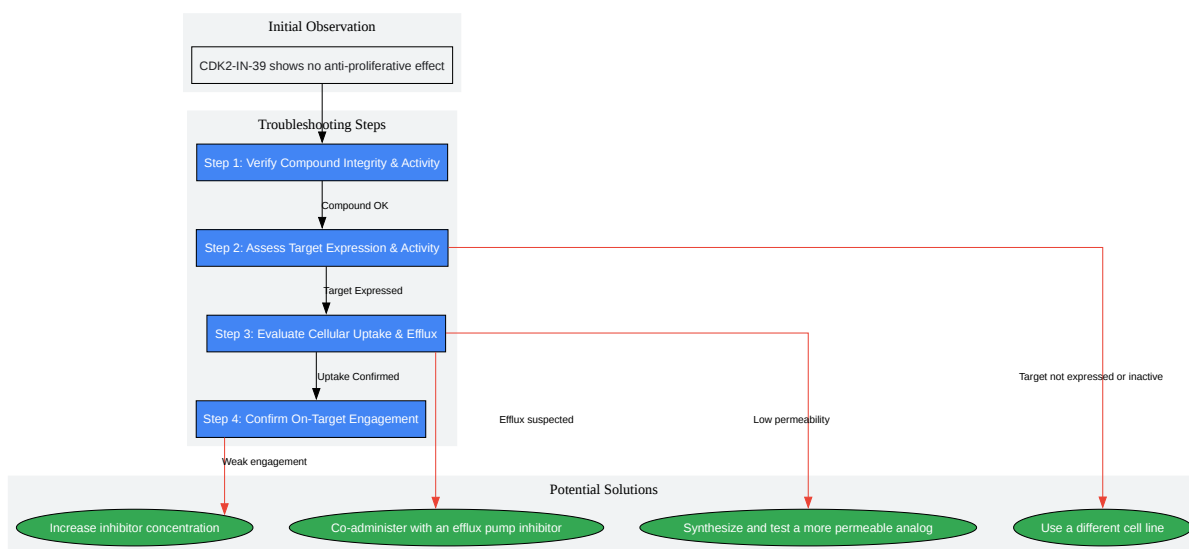 Initial Observation
CDK2-IN-39 shows no anti-proliferative effect
Troubleshooting Steps
Step 1: Verify Compound Integrity & Activity
Compound OK
Step 2: Assess Target Expression & Activity
Target Expressed
Step 3: Evaluate Cellular Uptake & Efflux
Uptake Confirmed
Target not expressed or inactive
Step 4: Confirm On-Target Engagement
Efflux suspected
Low permeability
Weak engagement
Potential Solutions
Increase inhibitor concentration
Co-administer with an efflux pump inhibitor
Synthesize and test a more permeable analog
Use a different cell line